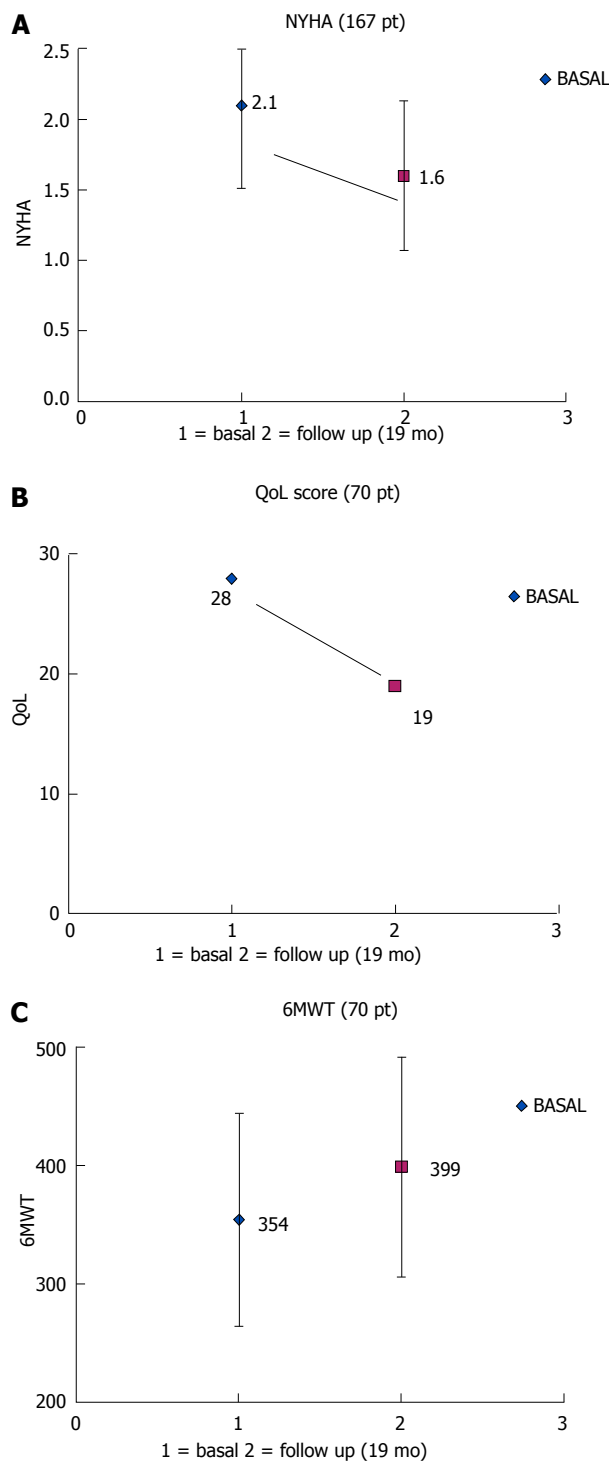 A
NYHA (167 pt)
2.5
2.0
1.5
1.0
0.5
0.0
NYHA
2.1
1.6
BASAL
0 1 2 3
1 = basal 2 = follow up (19 mo)
B
QoL score (70 pt)
30
20
10
0
QoL
28
19
BASAL
0 1 2 3
1 = basal 2 = follow up (19 mo)
C
6MWT (70 pt)
500
400
300
200
6MWT
354
399
BASAL
0 1 2 3
1 = basal 2 = follow up (19 mo)